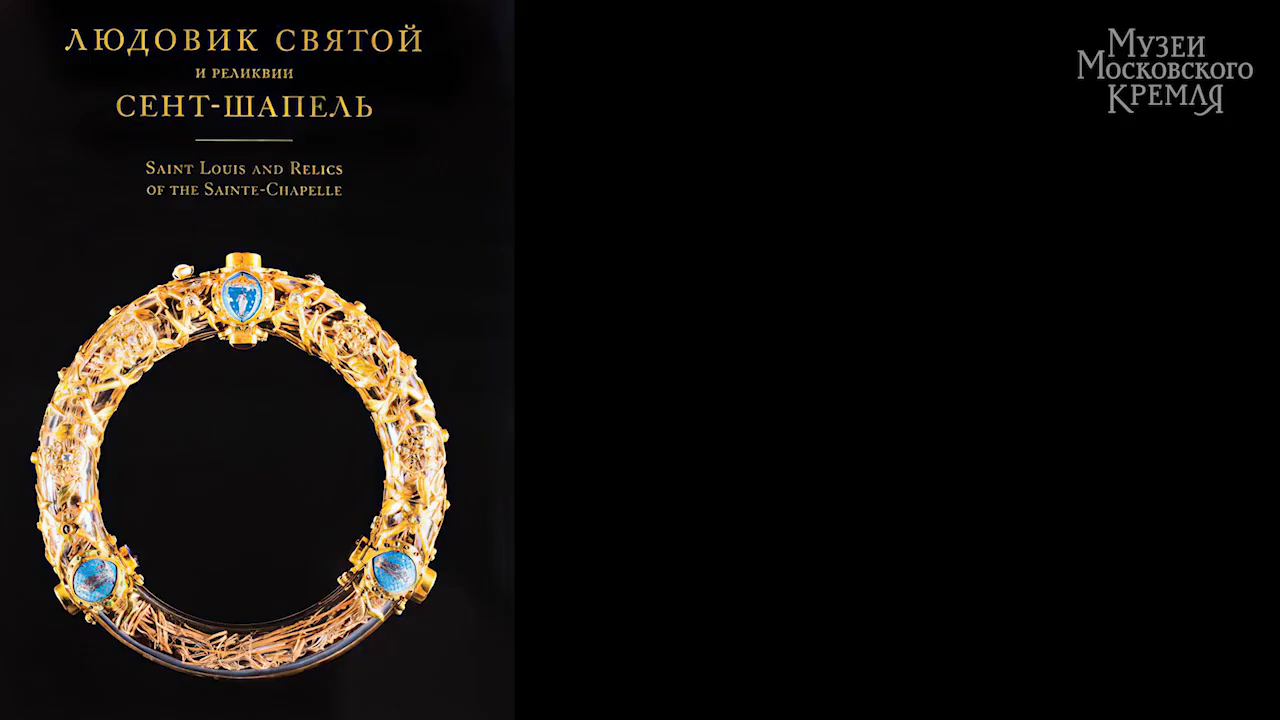 ЛЮДОВИК СВЯТОЙ
И РЕЛИКВИИ
СЕНТ-ШАПЕЛЬ
SAINT LOUIS AND RELICS
OF THE SAINTE-CHAPELLE
МУЗЕИ
МОСКОВСКОГО
КРЕМЛЯ